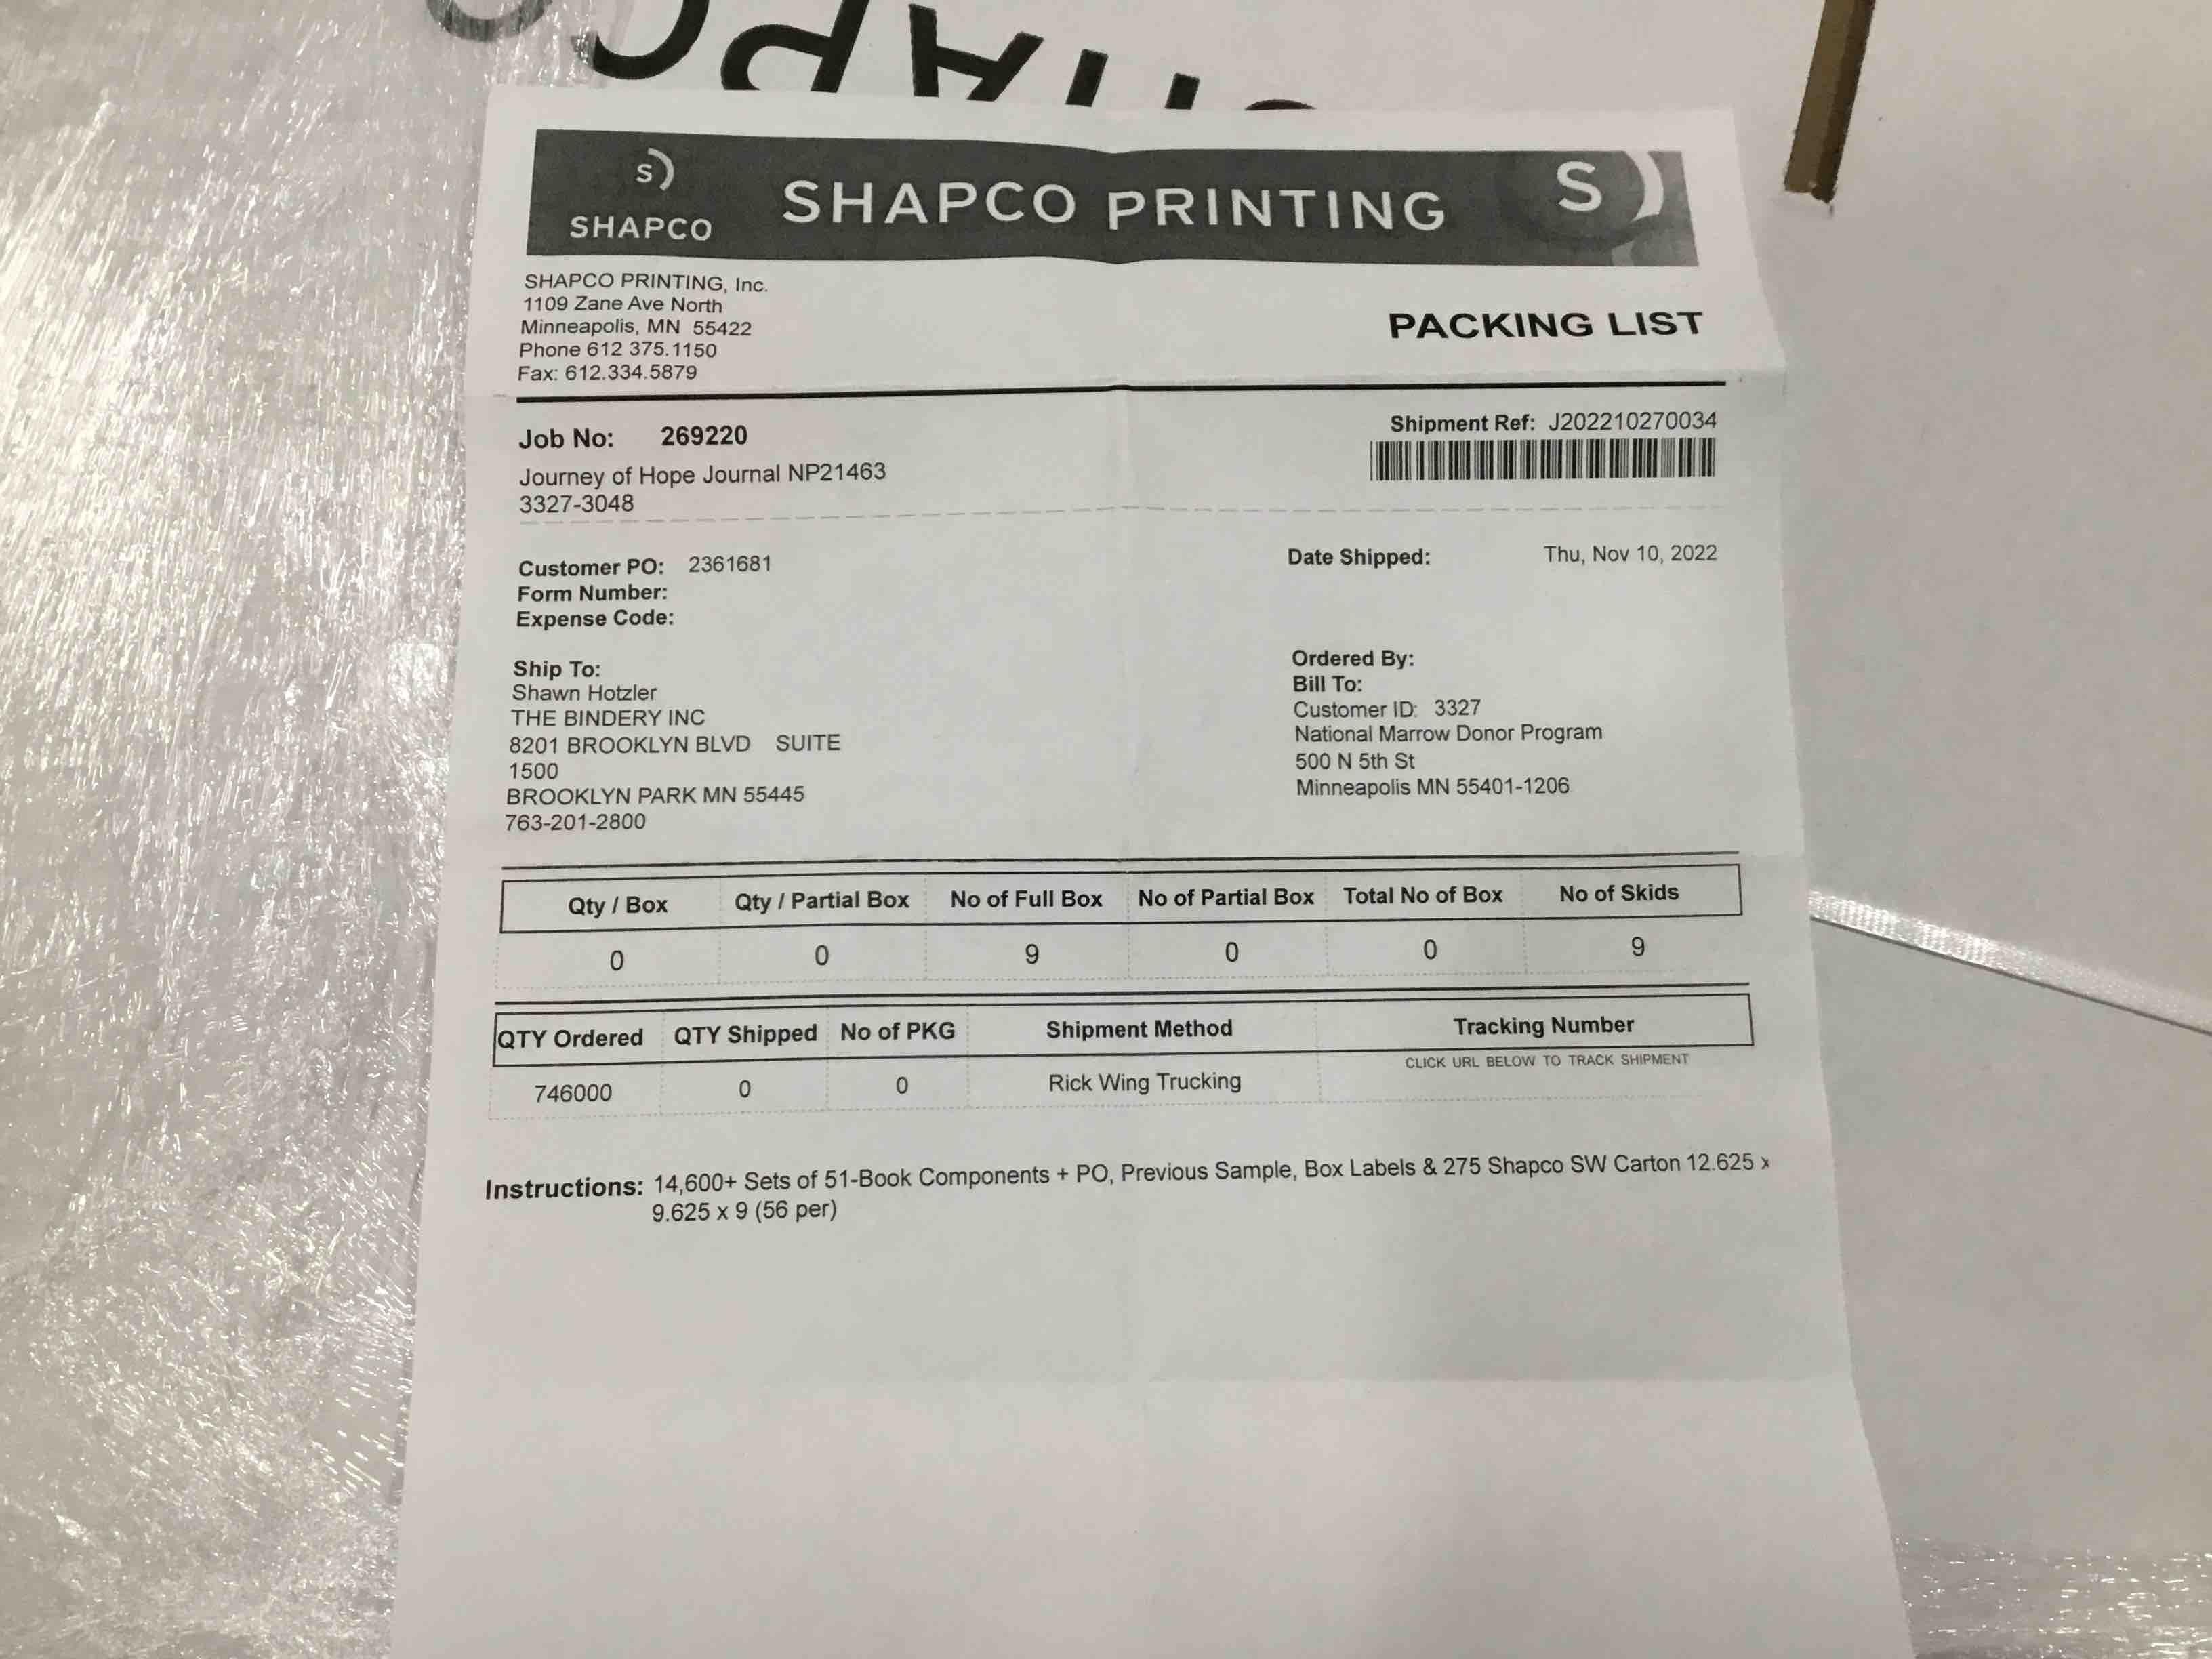 SHAPCO
S)
SHAPCO
SHAPCO PRINTING
S)
SHAPCO PRINTING, Inc.
1109 Zane Ave North
Minneapolis, MN 55422
Phone 612 375.1150
Fax: 612.334.5879
PACKING LIST
Job No: 269220
Shipment Ref: J202210270034
Journey of Hope Journal NP21463
3327-3048
Customer PO: 2361681
Date Shipped: Thu, Nov 10, 2022
Form Number:
Expense Code:
Ship To:
Shawn Hotzler
THE BINDERY INC
8201 BROOKLYN BLVD SUITE
1500
BROOKLYN PARK MN 55445
763-201-2800
Ordered By:
Bill To:
Customer ID: 3327
National Marrow Donor Program
500 N 5th St
Minneapolis MN 55401-1206
Qty / Box Qty / Partial Box No of Full Box No of Partial Box Total No of Box No of Skids
0 0 9 0 0 9
QTY Ordered QTY Shipped No of PKG Shipment Method Tracking Number
CLICK URL BELOW TO TRACK SHIPMENT
746000 0 0 Rick Wing Trucking
Instructions: 14,600+ Sets of 51-Book Components + PO, Previous Sample, Box Labels & 275 Shapco SW Carton 12.625 x
9.625 x 9 (56 per)